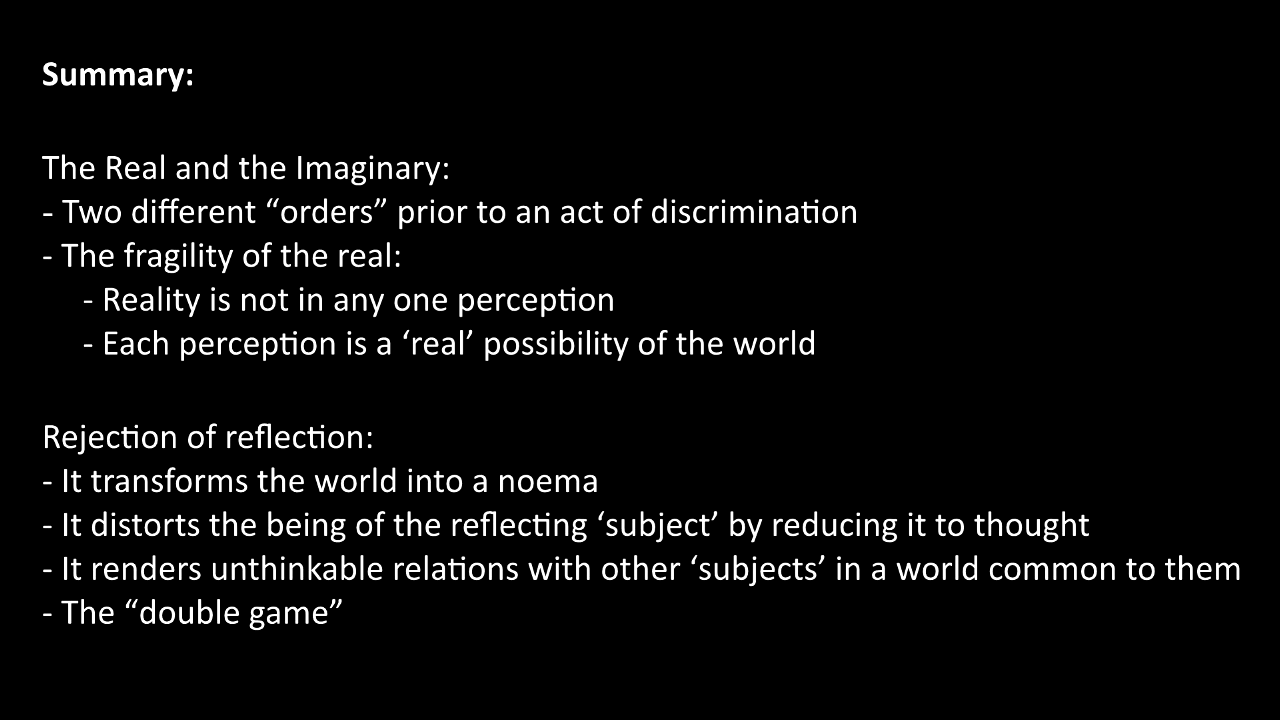 Summary:
The Real and the Imaginary:
- Two different “orders” prior to an act of discrimination
- The fragility of the real:
- Reality is not in any one perception
- Each perception is a ‘real’ possibility of the world
Rejection of reflection:
- It transforms the world into a noema
- It distorts the being of the reflecting ‘subject’ by reducing it to thought
- It renders unthinkable relations with other ‘subjects’ in a world common to them
- The “double game”